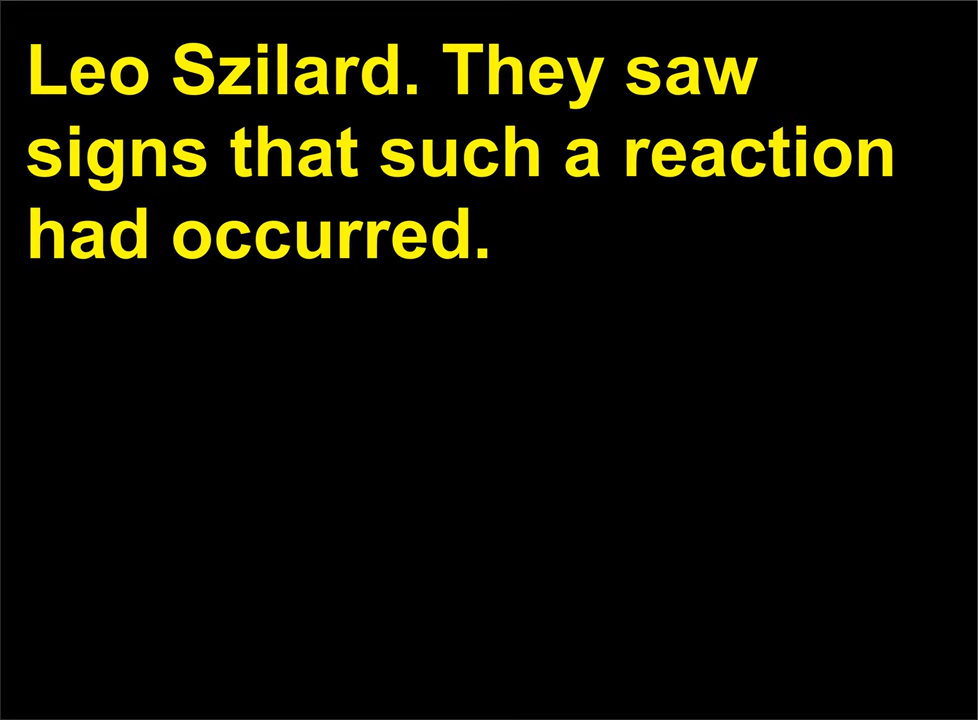 Leo Szilard. They saw
signs that such a reaction
had occurred.